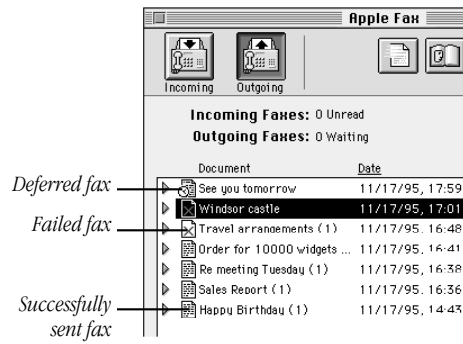 Apple Fax
Incoming Outgoing
Incoming Faxes: 0 Unread
Outgoing Faxes: 0 Waiting
Document Date
Deferred fax See you tomorrow 11/17/95, 17:59
Windsor castle 11/17/95, 17:01
Failed fax Travel arrangements (1) 11/17/95, 16:48
Order for 10000 widgets ... 11/17/95, 16:41
Re meeting Tuesday (1) 11/17/95, 16:38
Sales Report (1) 11/17/95, 16:36
Successfully Happy Birthday (1) 11/17/95, 14:43
sent fax